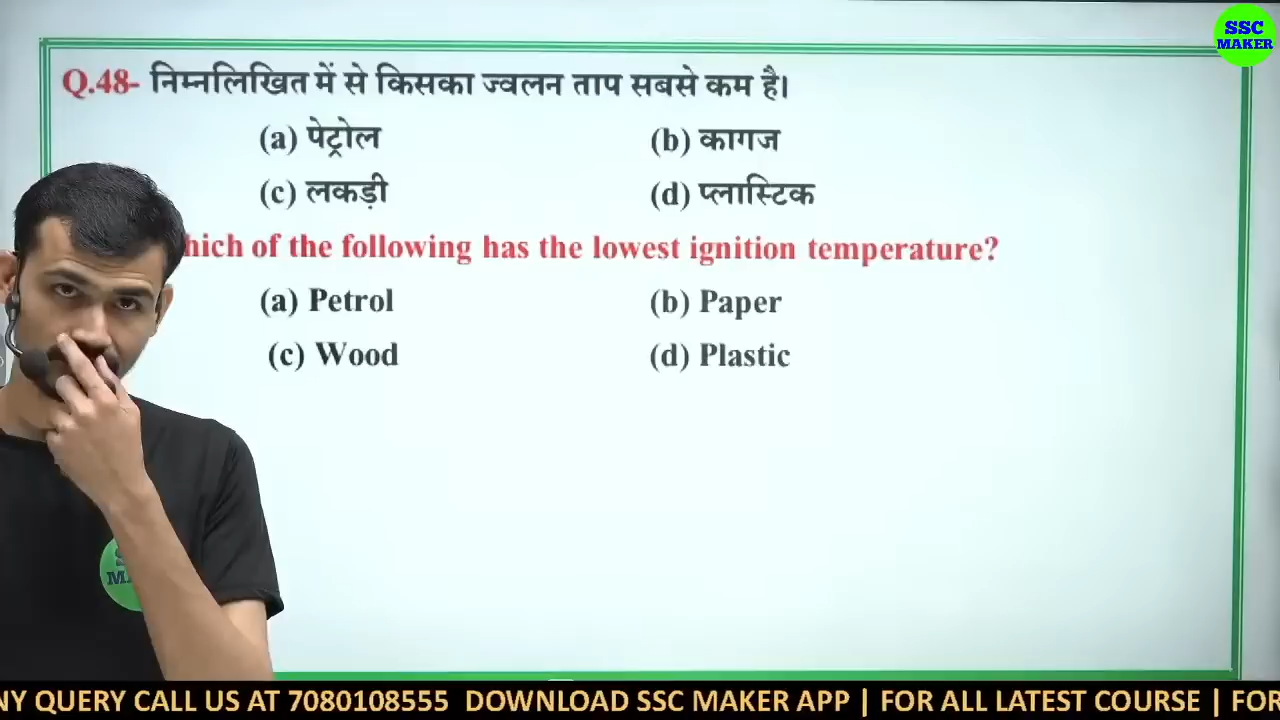 SSC
MAKER
Q.48- निम्नलिखित में से किसका ज्वलन ताप सबसे कम है।
(a) पेट्रोल (b) कागज
(c) लकड़ी (d) प्लास्टिक
hich of the following has the lowest ignition temperature?
(a) Petrol (b) Paper
(c) Wood (d) Plastic
NY QUERY CALL US AT 7080108555 DOWNLOAD SSC MAKER APP | FOR ALL LATEST COURSE | FOR